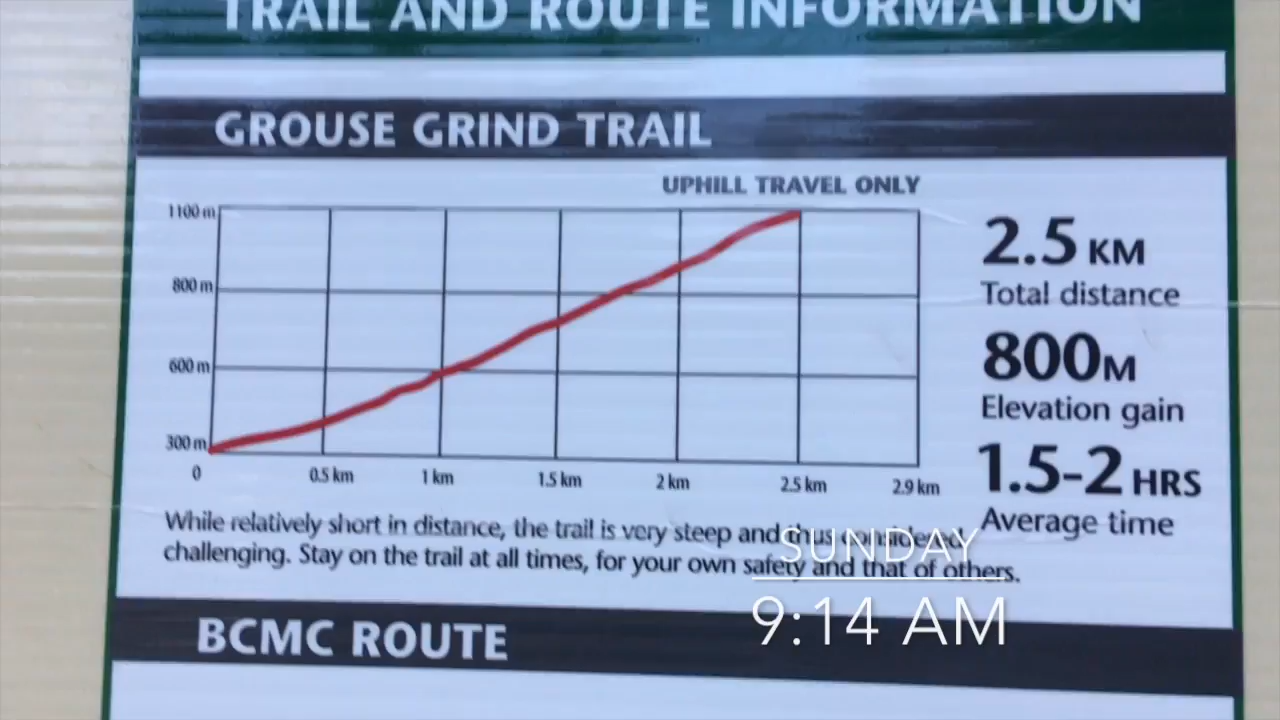 TRAIL AND ROUTE INFORMATION
GROUSE GRIND TRAIL
UPHILL TRAVEL ONLY
1100 m
800 m
600 m
300 m
0 0.5 km 1 km 1.5 km 2 km 2.5 km 2.9 km
2.5 KM
Total distance
800M
Elevation gain
1.5-2 HRS
Average time
While relatively short in distance, the trail is very steep and thus considered
challenging. Stay on the trail at all times, for your own safety and that of others.
SUNDAY
9:14 AM
BCMC ROUTE